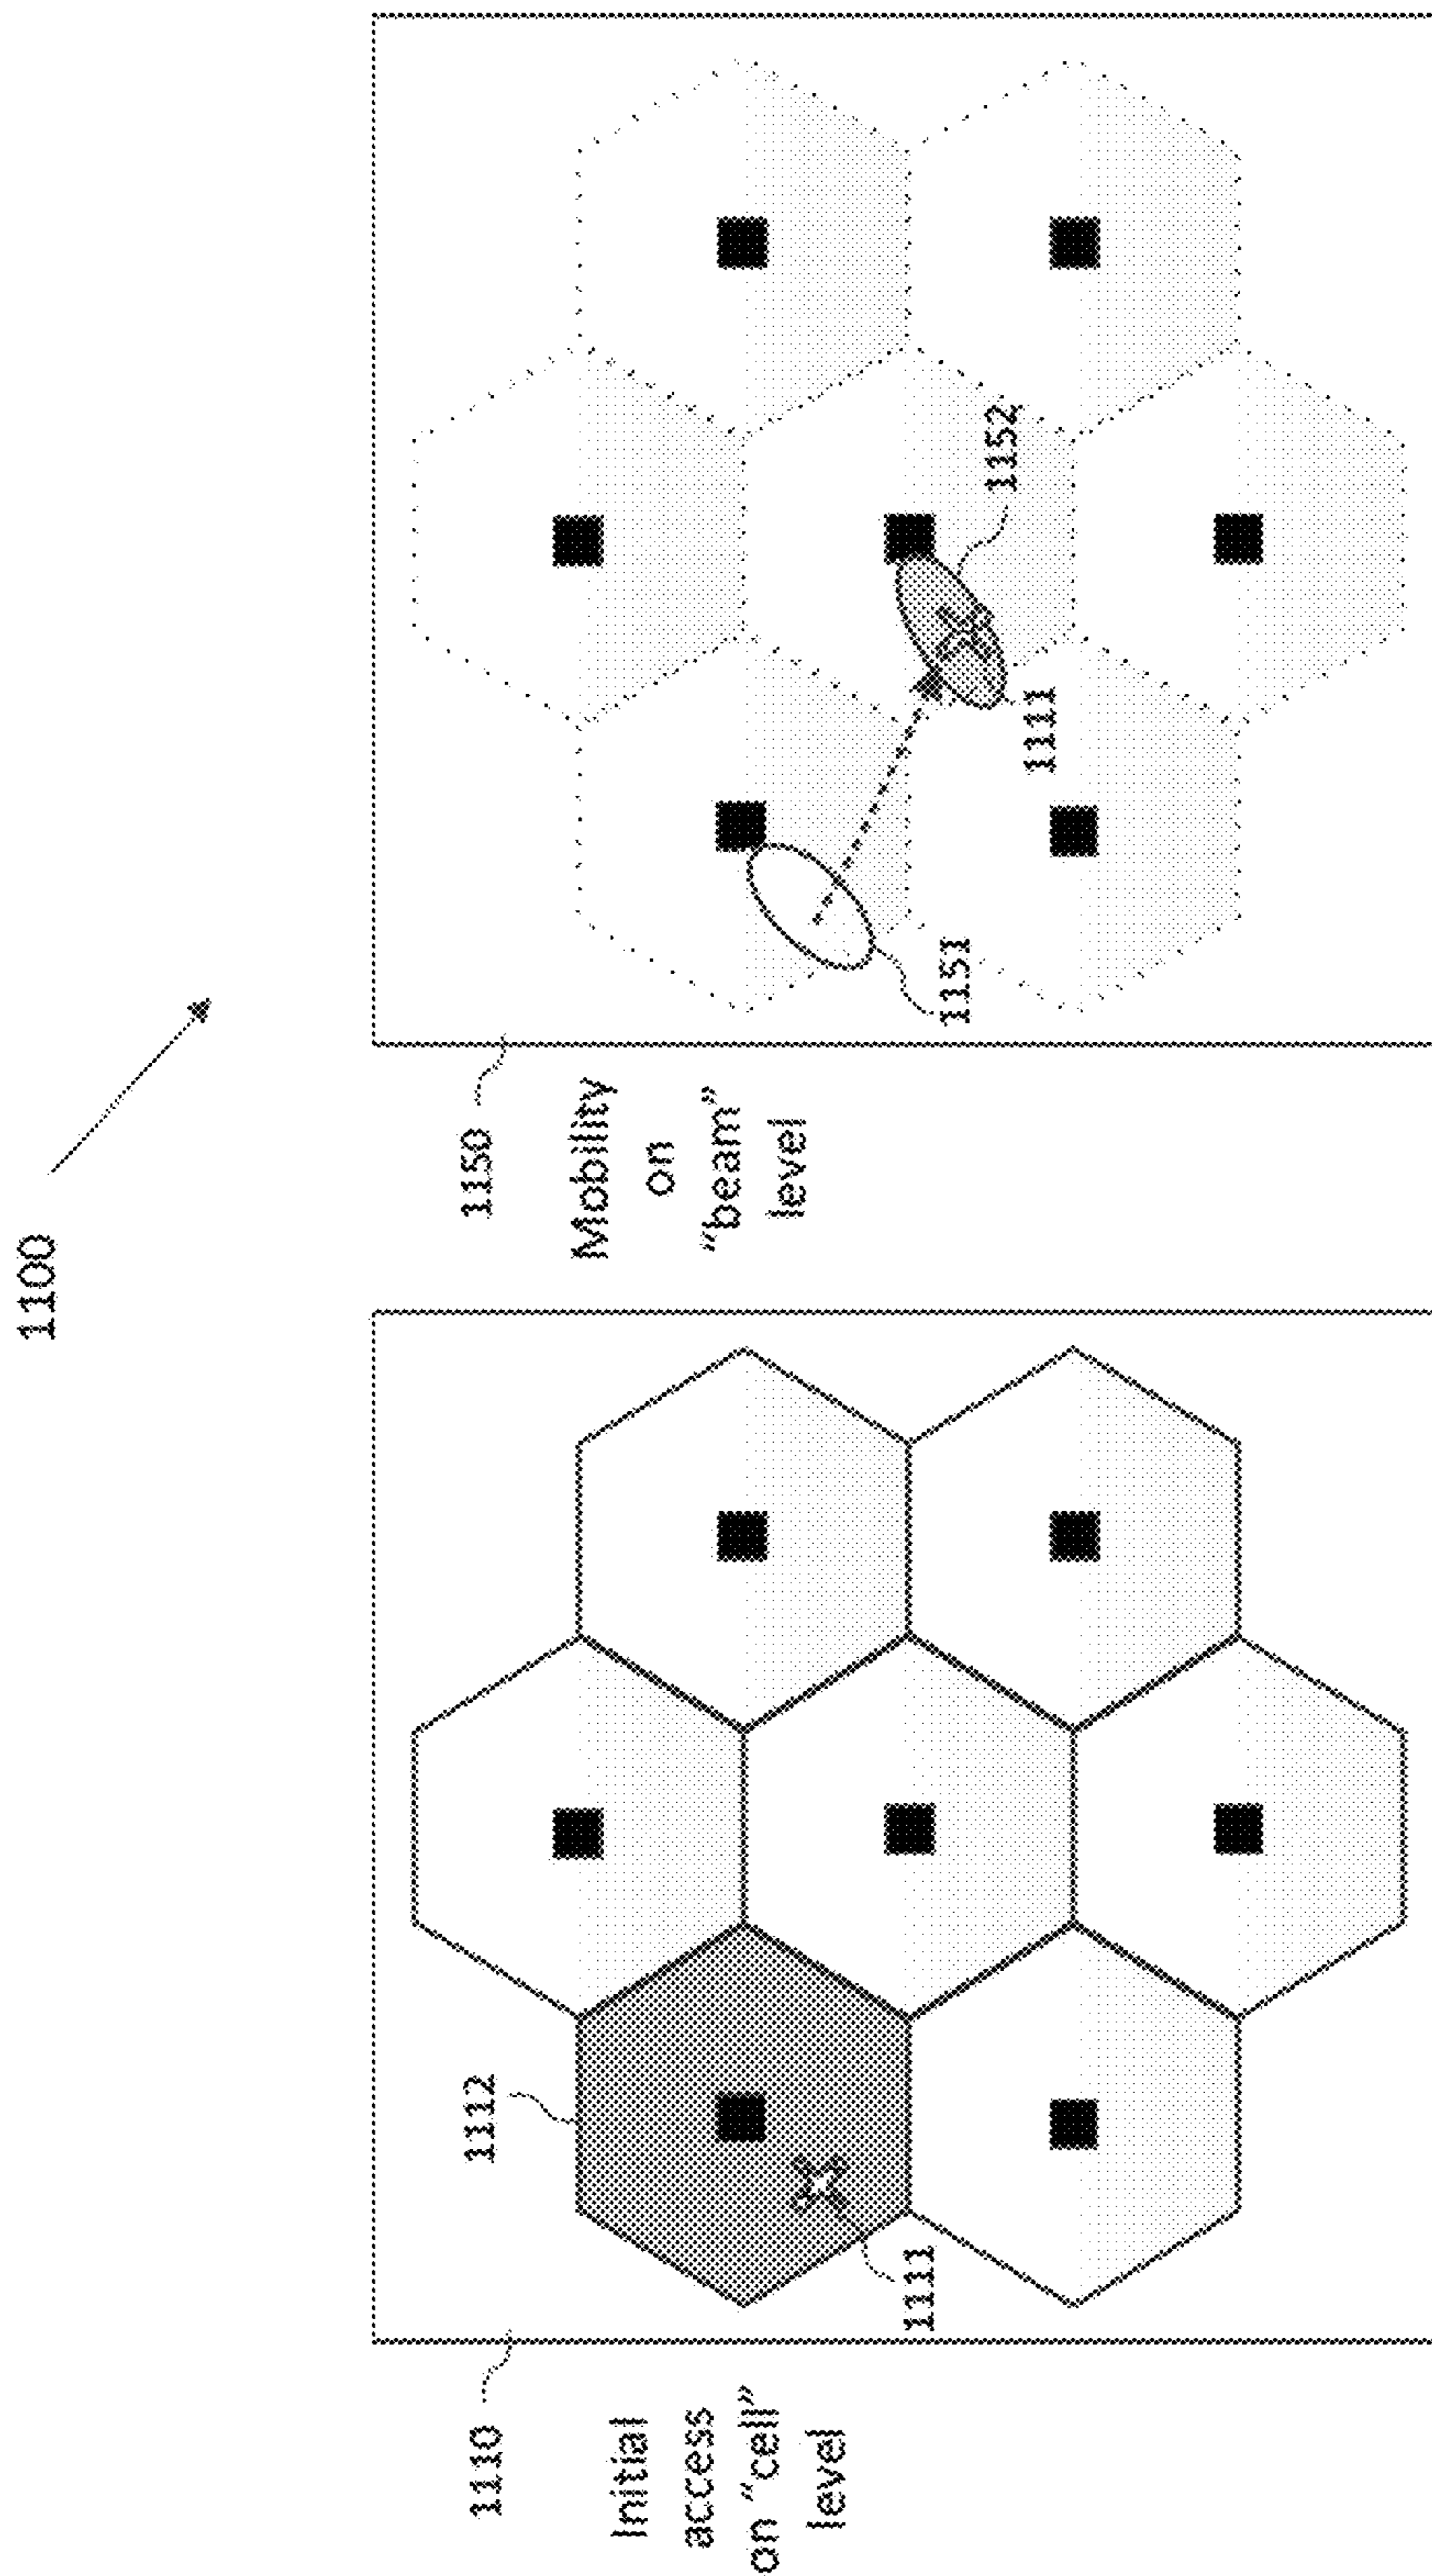 1100
1110
Initial
access
on "cell"
level
1112
1111
1150
Mobility
on
"beam"
level
1151
1111
1152